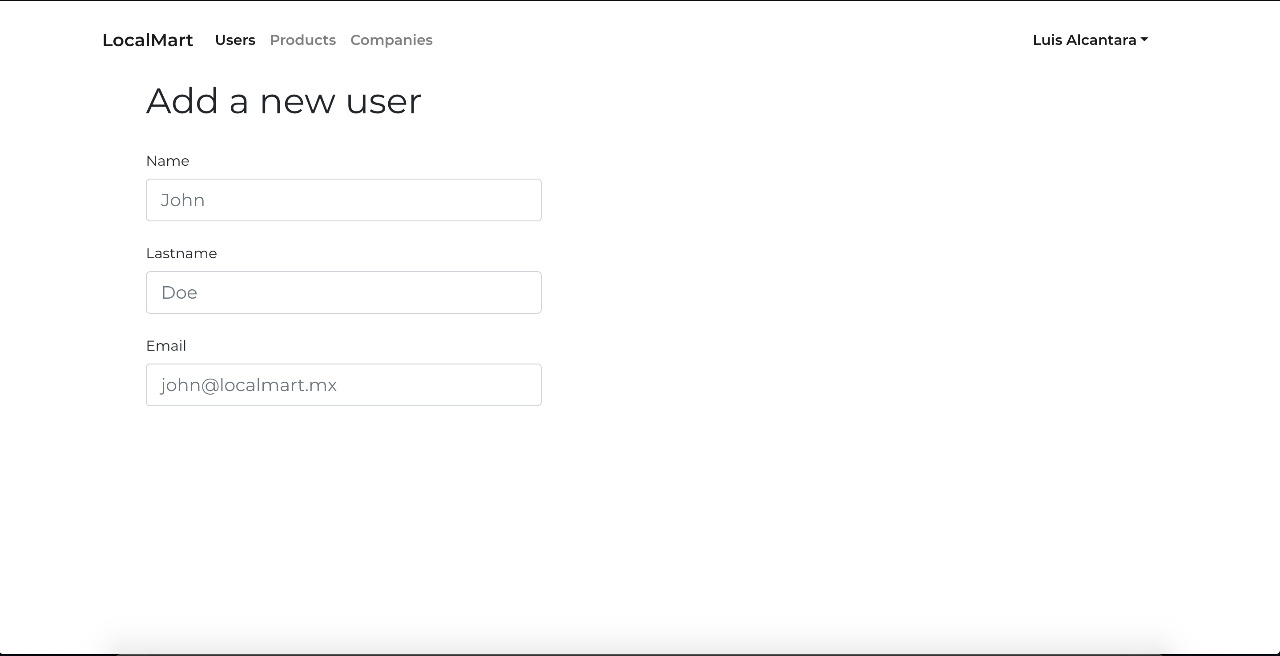 LocalMart Users Products Companies Luis Alcantara
Add a new user
Name
John
Lastname
Doe
Email
john@localmart.mx